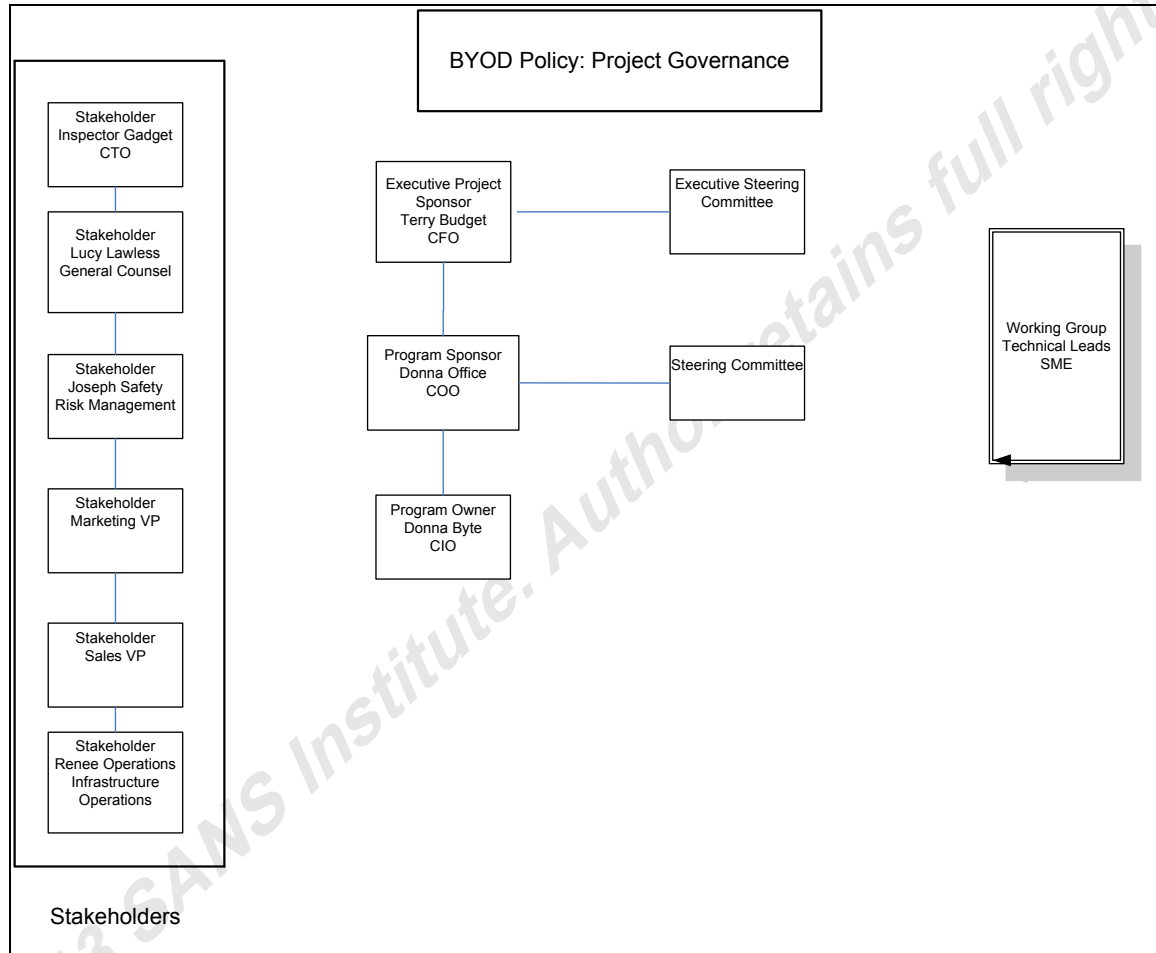 BYOD Policy: Project Governance
Stakeholder
Inspector Gadget
CTO
Stakeholder
Lucy Lawless
General Counsel
Stakeholder
Joseph Safety
Risk Management
Stakeholder
Marketing VP
Stakeholder
Sales VP
Stakeholder
Renee Operations
Infrastructure
Operations
Stakeholders
Executive Project
Sponsor
Terry Budget
CFO
Executive Steering
Committee
Program Sponsor
Donna Office
COO
Steering Committee
Program Owner
Donna Byte
CIO
Working Group
Technical Leads
SME
13 SANS Institute. Author retains full right